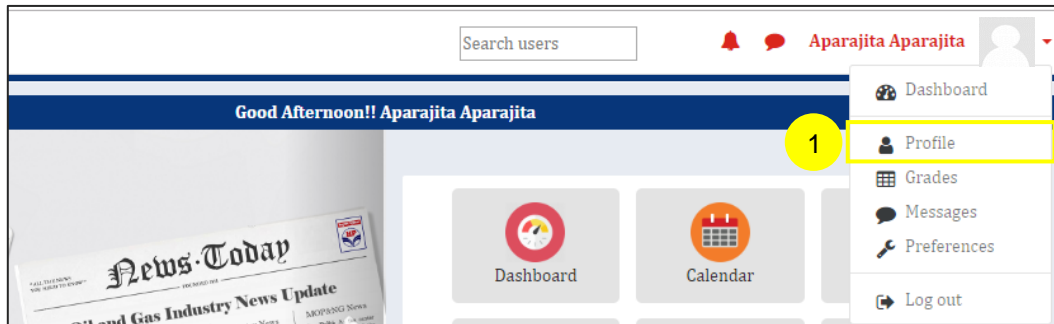 Search users
Aparajita Aparajita
Dashboard
Good Afternoon!! Aparajita Aparajita
1
Profile
Grades
Messages
Preferences
Log out
News-Today
Oil and Gas Industry News Update
MOPANG News
Dashboard
Calendar